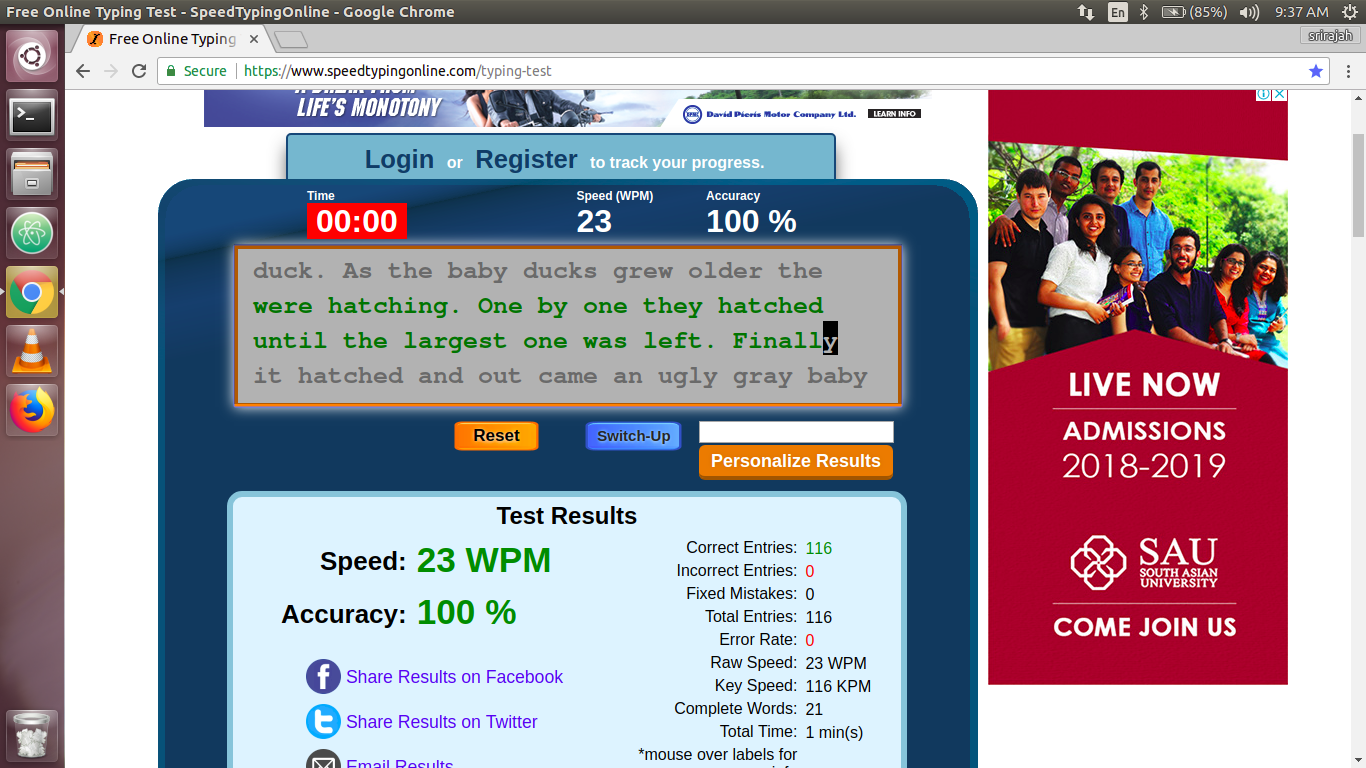 Free Online Typing Test - SpeedTypingOnline - Google Chrome
En
(85%)
9:37 AM
Free Online Typing
srirajah
Secure
https://www.speedtypingonline.com/typing-test
LIFE'S MONOTONY
David Pieris Motor Company Ltd.
LEARN INFO
Login or Register to track your progress.
Time
Speed (WPM)
Accuracy
00:00
23
100 %
duck. As the baby ducks grew older the
were hatching. One by one they hatched
until the largest one was left. Finally
it hatched and out came an ugly gray baby
Reset
Switch-Up
Personalize Results
Test Results
Speed: 23 WPM
Accuracy: 100 %
Share Results on Facebook
Share Results on Twitter
Email Results
Correct Entries: 116
Incorrect Entries: 0
Fixed Mistakes: 0
Total Entries: 116
Error Rate: 0
Raw Speed: 23 WPM
Key Speed: 116 KPM
Complete Words: 21
Total Time: 1 min(s)
*mouse over labels for
LIVE NOW
ADMISSIONS
2018-2019
SAU
SOUTH ASIAN
UNIVERSITY
COME JOIN US